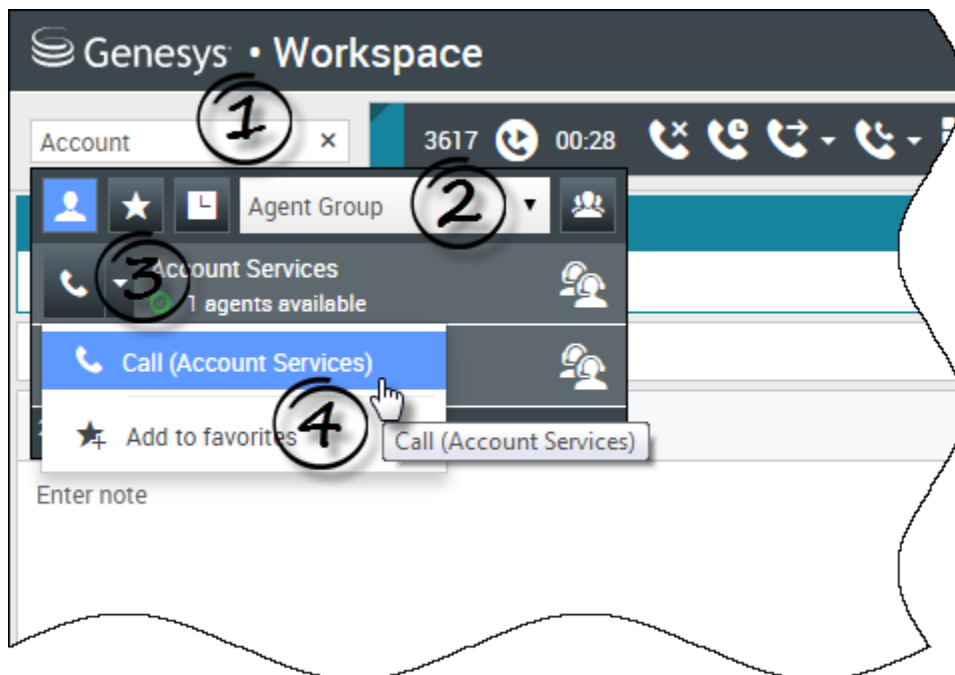 Genesys • Workspace
1
Account ×
3617 00:28
Agent Group 2
3 Account Services
1 agents available
Call (Account Services)
Add to favorites 4
Call (Account Services)
Enter note